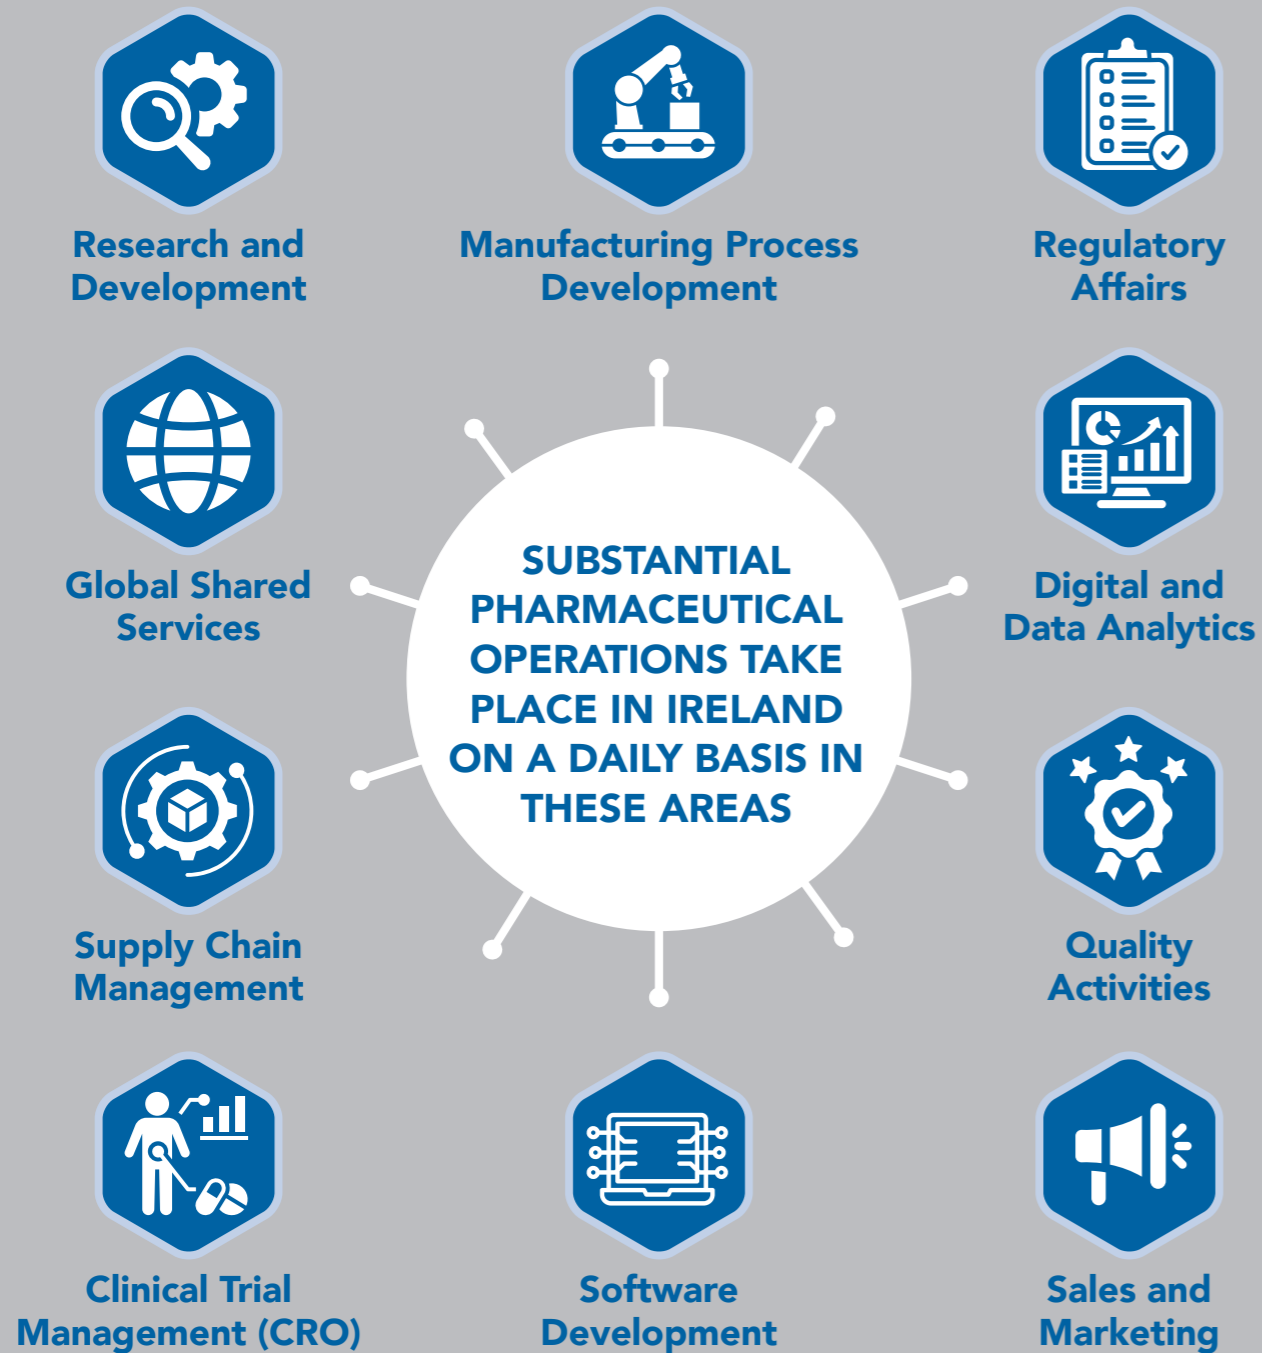 Research and
Development
Manufacturing Process
Development
Regulatory
Affairs
Global Shared
Services
SUBSTANTIAL
PHARMACEUTICAL
OPERATIONS TAKE
PLACE IN IRELAND
ON A DAILY BASIS IN
THESE AREAS
Digital and
Data Analytics
Supply Chain
Management
Quality
Activities
Clinical Trial
Management (CRO)
Software
Development
Sales and
Marketing